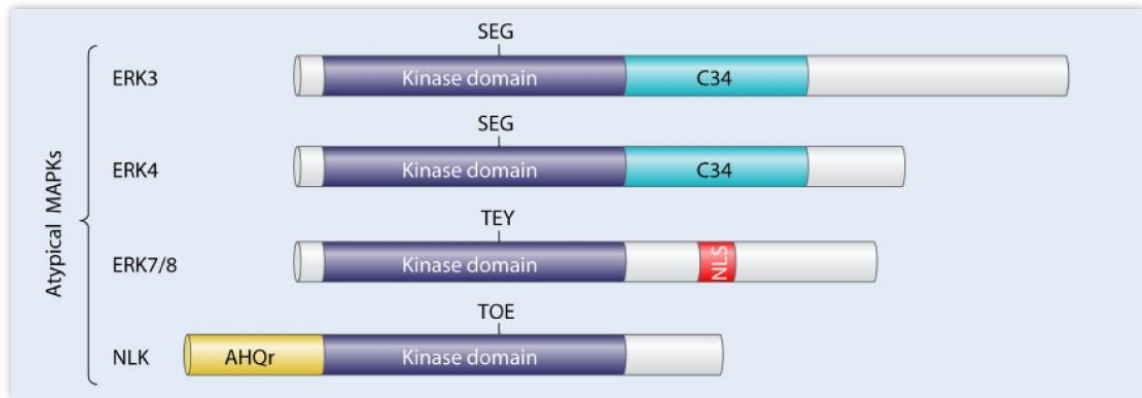 Atypical MAPKs
SEG
ERK3
Kinase domain
C34
SEG
ERK4
Kinase domain
C34
TEY
ERK7/8
Kinase domain
NLS
TOE
NLK
AHQr
Kinase domain